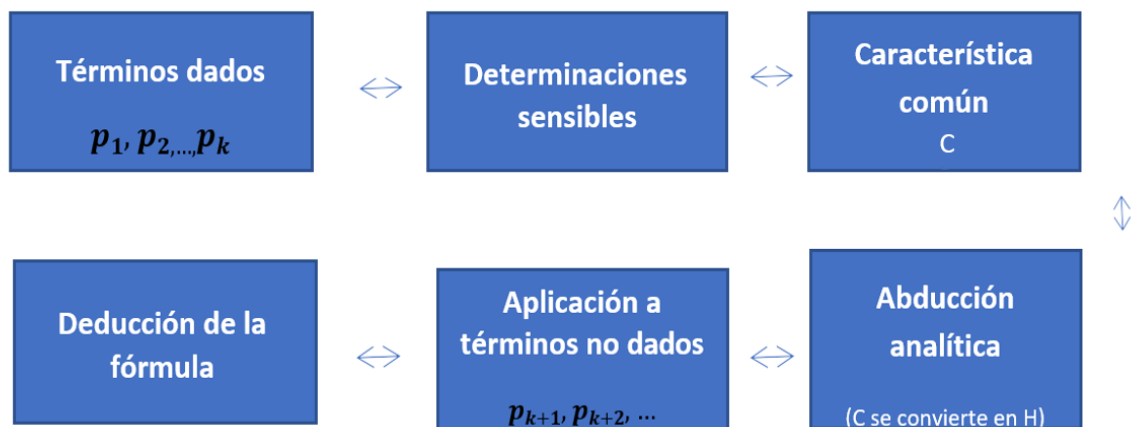 Términos dados
p₁, p₂,...,pₖ
Determinaciones
sensibles
Característica
común
C
Deducción de la
fórmula
Aplicación a
términos no dados
pₖ₊₁, pₖ₊₂, ...
Abducción
analítica
(C se convierte en H)